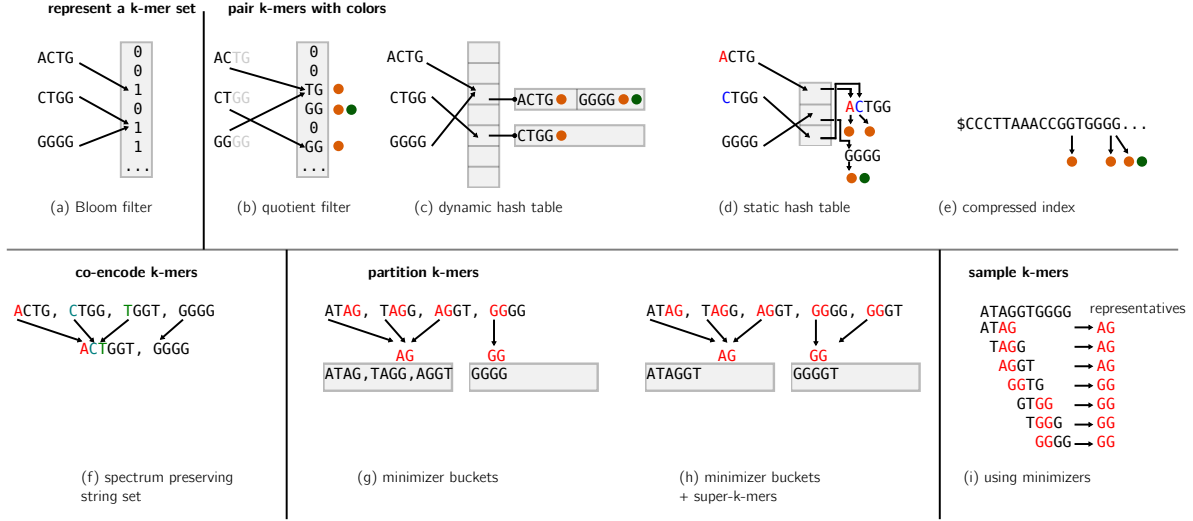 represent a k-mer set
pair k-mers with colors
ACTG
CTGG
GGGG
0
0
1
0
1
1
...
(a) Bloom filter
ACTG
CTGG
GGGG
0
0
TG
GG
0
GG
...
(b) quotient filter
ACTG
CTGG
GGGG
ACTG
GGGG
CTGG
(c) dynamic hash table
ACTG
CTGG
GGGG
ACTGG
GGGG
(d) static hash table
$CCCTTAAACCGGTGGGG...
(e) compressed index
co-encode k-mers
ACTG, CTGG, TGGT, GGGG
ACTGGT, GGGG
(f) spectrum preserving
string set
partition k-mers
ATAG, TAGG, AGGT, GGGG
AG
GG
ATAG,TAGG,AGGT
GGGG
(g) minimizer buckets
ATAG, TAGG, AGGT, GGGG, GGGT
AG
GG
ATAGGT
GGGGT
(h) minimizer buckets
+ super-k-mers
sample k-mers
ATAGGTGGGG
representatives
ATAG AG
TAGG AG
AGGT AG
GGTG GG
GTGG GG
TGGG GG
GGGG GG
(i) using minimizers